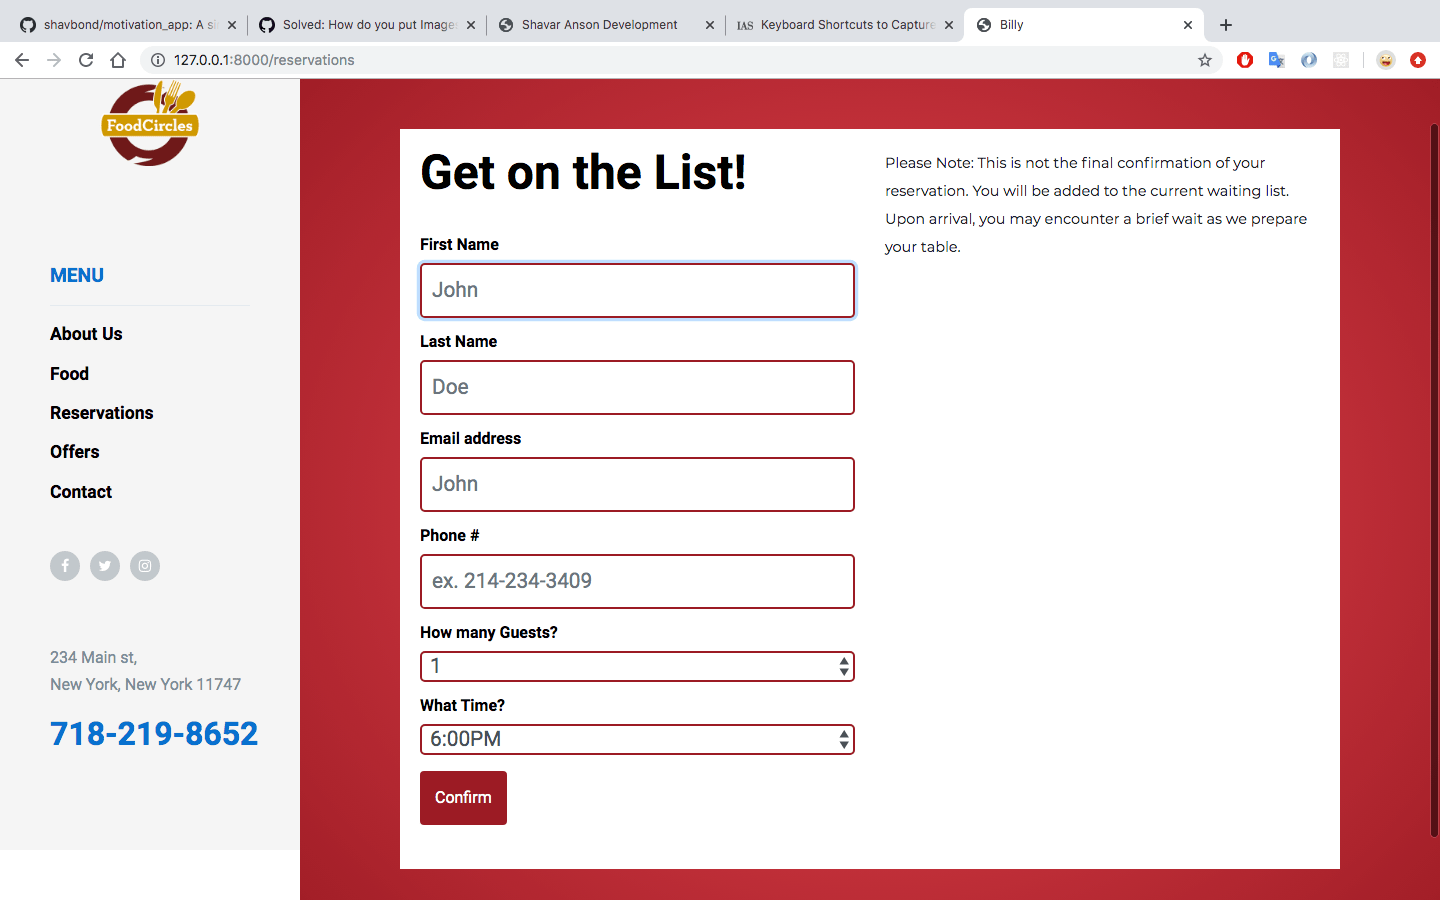 shavbond/motivation_app: A si
Solved: How do you put Image
Shavar Anson Development
IAS
Keyboard Shortcuts to Capture
Billy
127.0.0.1:8000/reservations
FoodCircles
MENU
About Us
Food
Reservations
Offers
Contact
234 Main st,
New York, New York 11747
718-219-8652
Get on the List!
First Name
John
Last Name
Doe
Email address
John
Phone #
ex. 214-234-3409
How many Guests?
1
What Time?
6:00PM
Confirm
Please Note: This is not the final confirmation of your
reservation. You will be added to the current waiting list.
Upon arrival, you may encounter a brief wait as we prepare
your table.